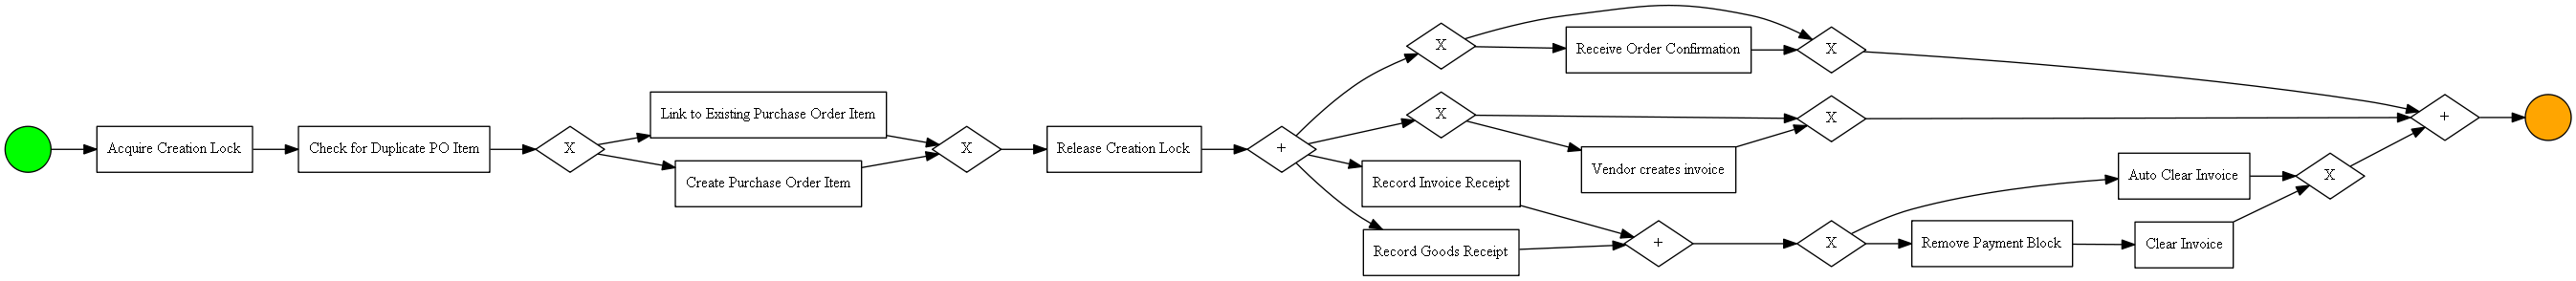 Acquire Creation Lock
Check for Duplicate PO Item
X
Link to Existing Purchase Order Item
Create Purchase Order Item
X
Release Creation Lock
+
X
Receive Order Confirmation
X
X
Vendor creates invoice
X
Record Invoice Receipt
Record Goods Receipt
+
X
Auto Clear Invoice
Remove Payment Block
Clear Invoice
X
+